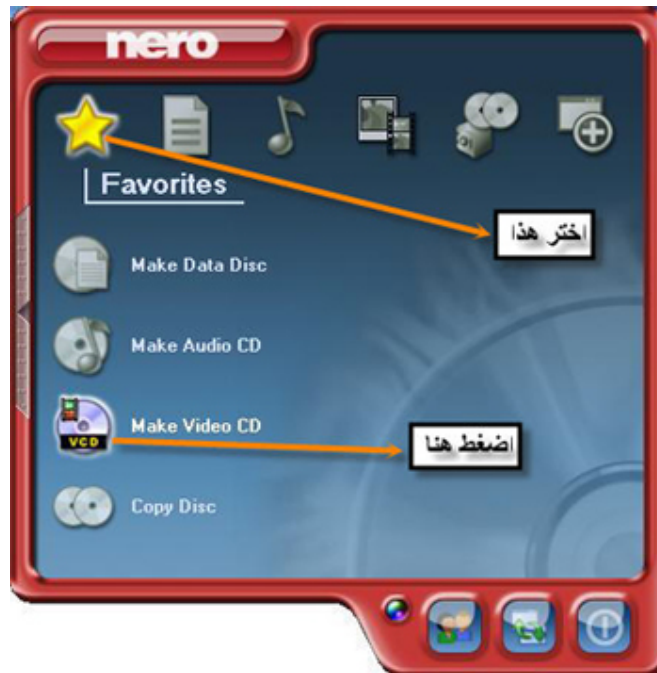 nero
Favorites
اختر هذا
Make Data Disc
Make Audio CD
Make Video CD
VCD
اضغط هنا
Copy Disc